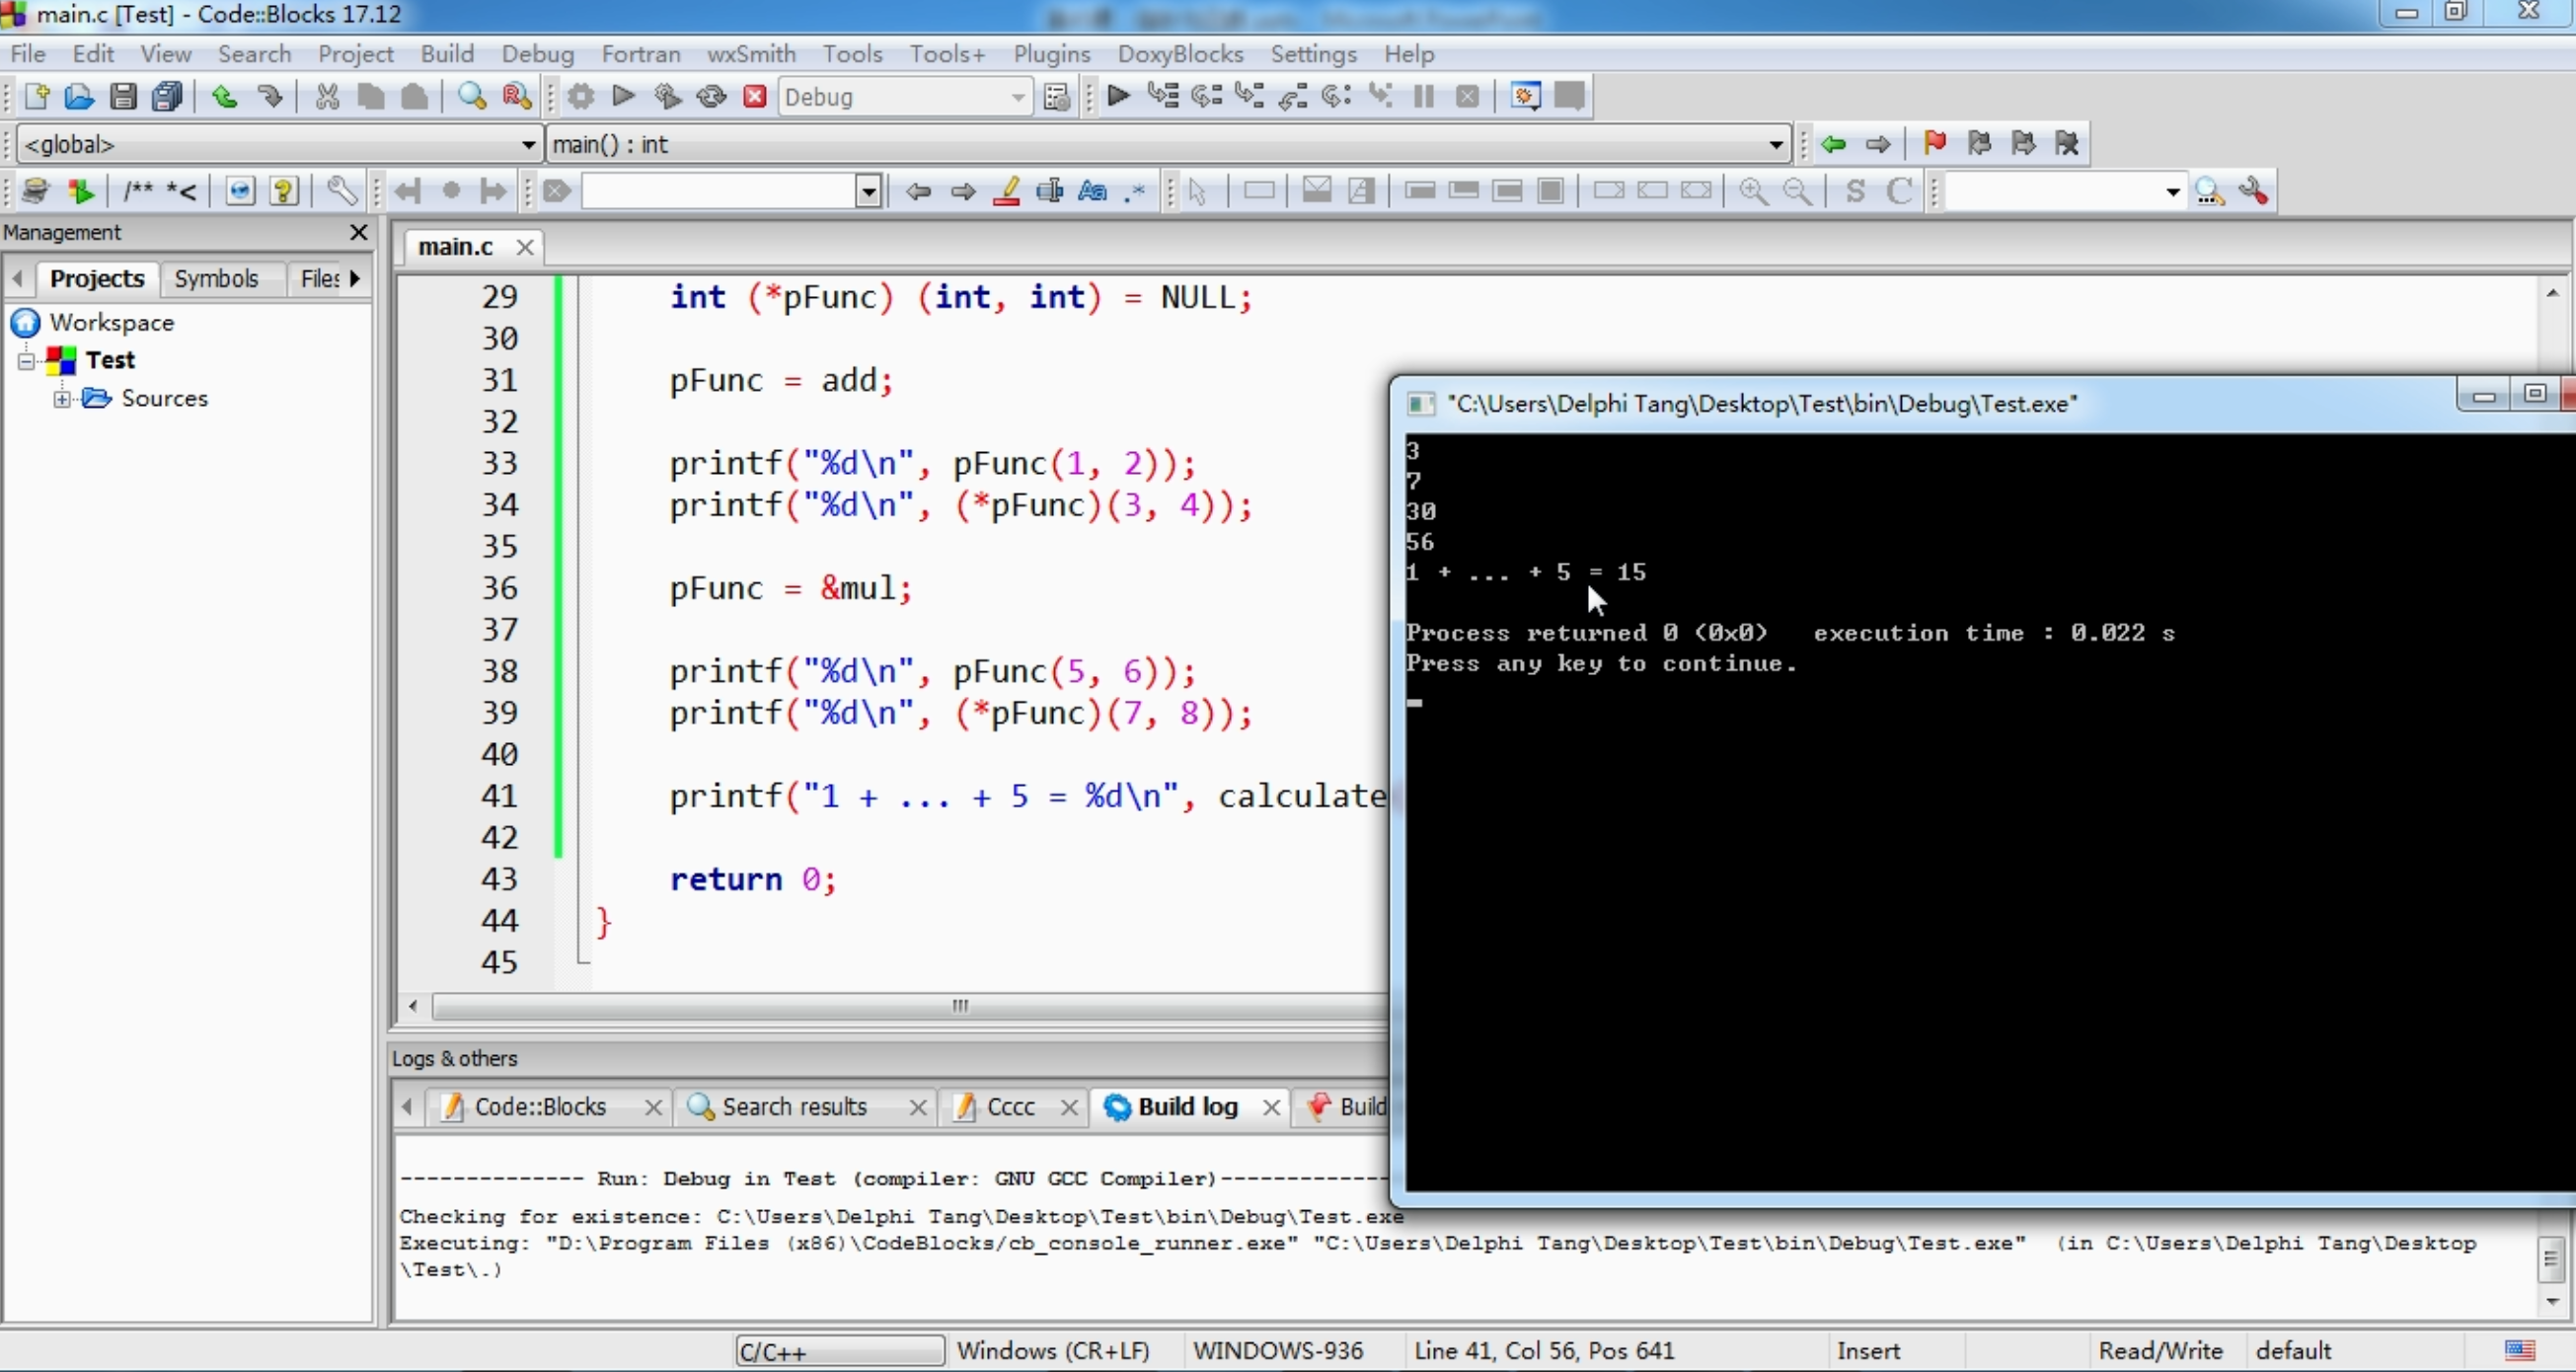 main.c [Test] - Code::Blocks 17.12
File Edit View Search Project Build Debug Fortran wxSmith Tools Tools+ Plugins DoxyBlocks Settings Help
Debug
<global> main() : int
/** *<
Aa .* S C
Management
main.c
Projects Symbols Files
Workspace
Test
Sources
29 int (*pFunc) (int, int) = NULL;
30
31 pFunc = add;
32
33 printf("%d\n", pFunc(1, 2));
34 printf("%d\n", (*pFunc)(3, 4));
35
36 pFunc = &mul;
37
38 printf("%d\n", pFunc(5, 6));
39 printf("%d\n", (*pFunc)(7, 8));
40
41 printf("1 + ... + 5 = %d\n", calculate
42
43 return 0;
44 }
45
"C:\Users\Delphi Tang\Desktop\Test\bin\Debug\Test.exe"
3
7
30
56
1 + ... + 5 = 15
Process returned 0 (0x0) execution time : 0.022 s
Press any key to continue.
Logs & others
Code::Blocks Search results Cccc Build log Build
-------------- Run: Debug in Test (compiler: GNU GCC Compiler)-------------
Checking for existence: C:\Users\Delphi Tang\Desktop\Test\bin\Debug\Test.exe
Executing: "D:\Program Files (x86)\CodeBlocks/cb_console_runner.exe" "C:\Users\Delphi Tang\Desktop\Test\bin\Debug\Test.exe" (in C:\Users\Delphi Tang\Desktop
\Test\.)
C/C++ Windows (CR+LF) WINDOWS-936 Line 41, Col 56, Pos 641 Insert Read/Write default